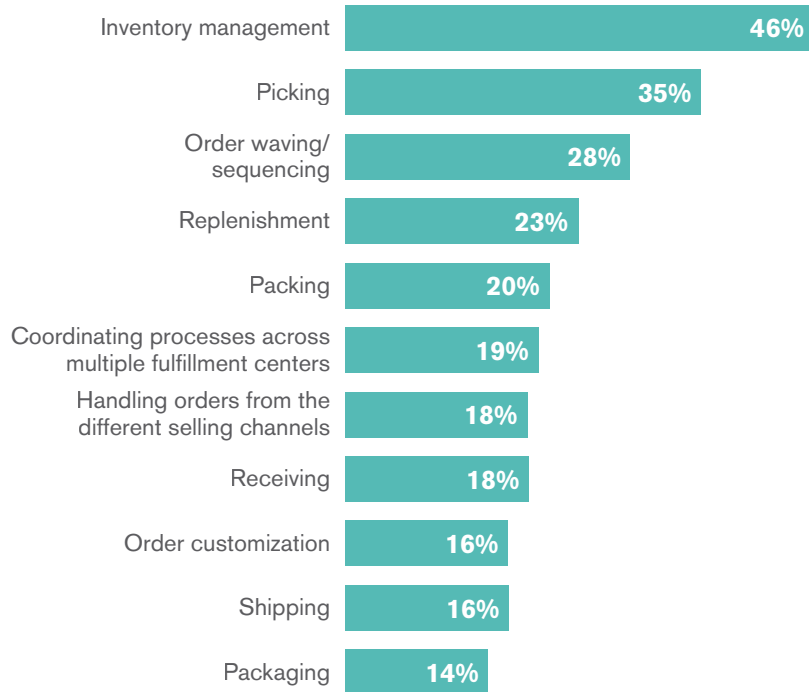 Inventory management
46%
Picking
35%
Order waving/
sequencing
28%
Replenishment
23%
Packing
20%
Coordinating processes across
multiple fulfillment centers
19%
Handling orders from the
different selling channels
18%
Receiving
18%
Order customization
16%
Shipping
16%
Packaging
14%